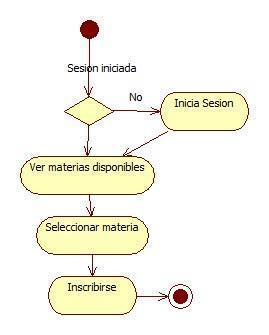 Sesion iniciada
No
Inicia Sesion
Ver materias disponibles
Seleccionar materia
Inscribirse